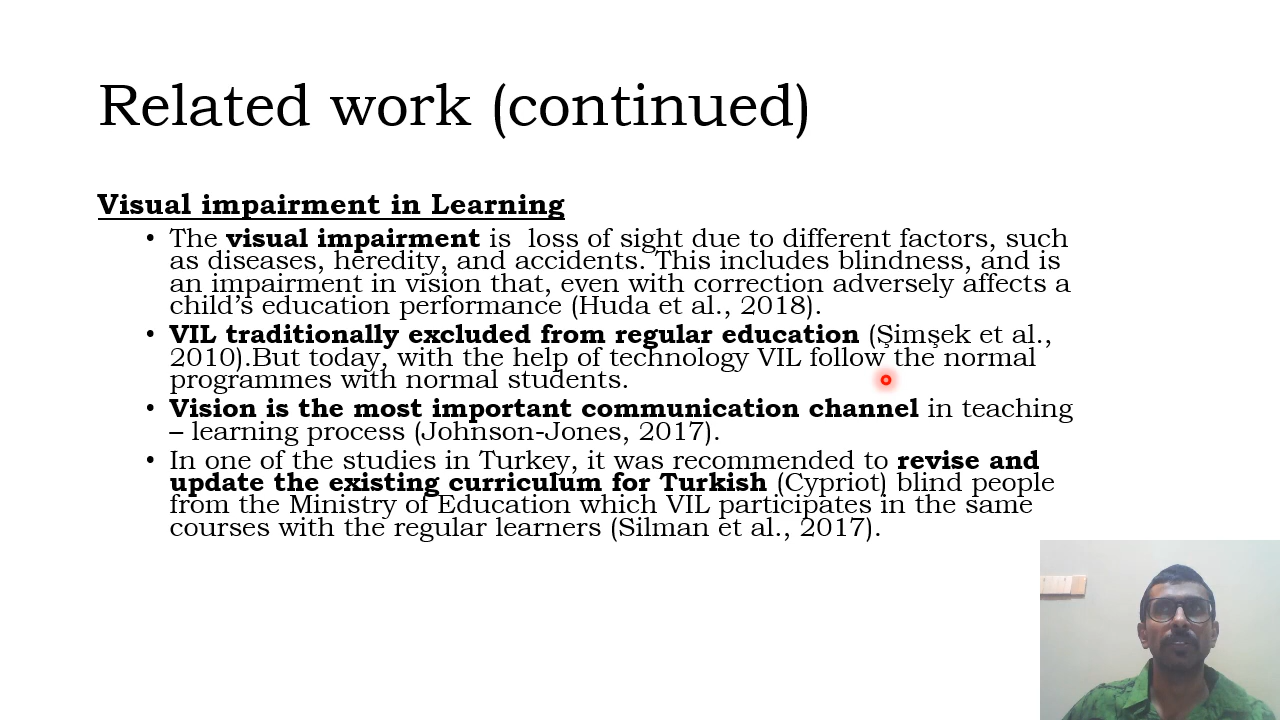 Related work (continued)
Visual impairment in Learning
• The visual impairment is  loss of sight due to different factors, such
as diseases, heredity, and accidents. This includes blindness, and is
an impairment in vision that, even with correction adversely affects a
child’s education performance (Huda et al., 2018).
• VIL traditionally excluded from regular education (Şimşek et al.,
2010).But today, with the help of technology VIL follow the normal
programmes with normal students.
• Vision is the most important communication channel in teaching
– learning process (Johnson-Jones, 2017).
• In one of the studies in Turkey, it was recommended to revise and
update the existing curriculum for Turkish (Cypriot) blind people
from the Ministry of Education which VIL participates in the same
courses with the regular learners (Silman et al., 2017).